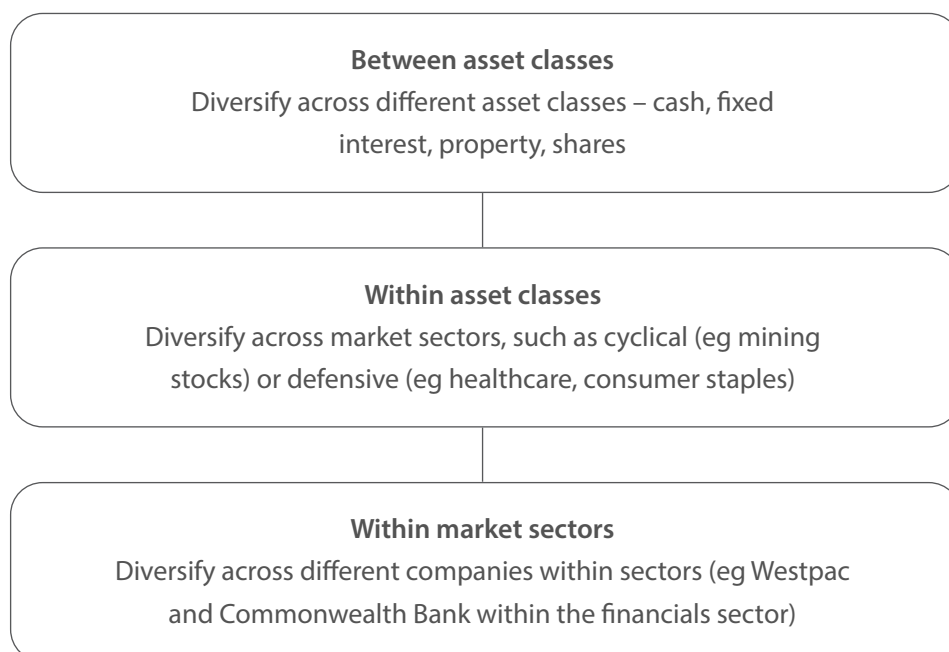 Between asset classes
Diversify across different asset classes – cash, fixed
interest, property, shares
Within asset classes
Diversify across market sectors, such as cyclical (eg mining
stocks) or defensive (eg healthcare, consumer staples)
Within market sectors
Diversify across different companies within sectors (eg Westpac
and Commonwealth Bank within the financials sector)